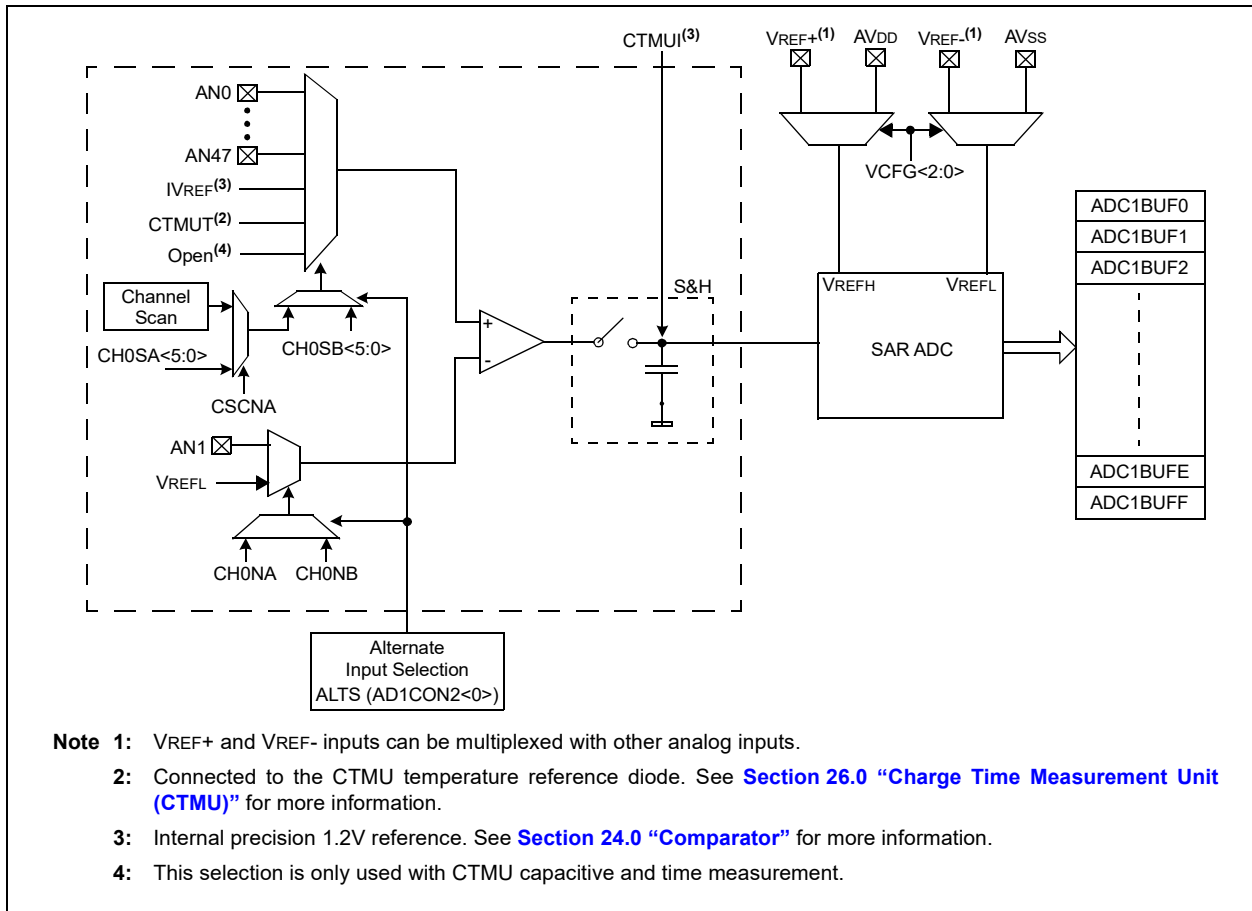 CTMUI(3)
VREF+(1) AVDD VREF-(1) AVSS
AN0
AN47
IVREF(3)
CTMUT(2)
Open(4)
VCFG<2:0>
ADC1BUF0
ADC1BUF1
ADC1BUF2
ADC1BUFE
ADC1BUFF
S&H
VREFH VREFL
SAR ADC
Channel
Scan
CH0SA<5:0>
CH0SB<5:0>
CSCNA
+
-
AN1
VREFL
CH0NA CH0NB
Alternate
Input Selection
ALTS (AD1CON2<0>)
Note 1: VREF+ and VREF- inputs can be multiplexed with other analog inputs.
2: Connected to the CTMU temperature reference diode. See Section 26.0 “Charge Time Measurement Unit
(CTMU)” for more information.
3: Internal precision 1.2V reference. See Section 24.0 “Comparator” for more information.
4: This selection is only used with CTMU capacitive and time measurement.